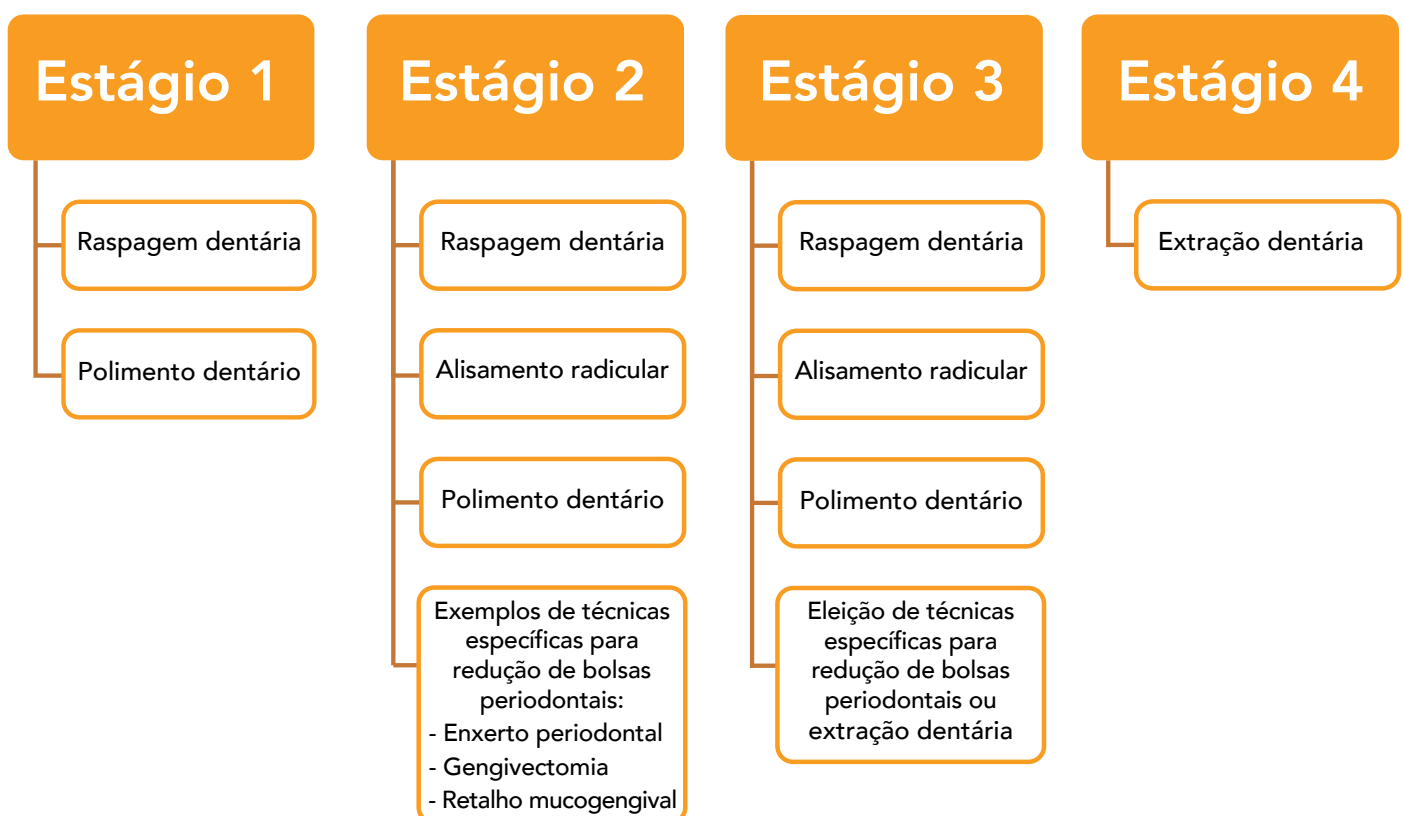 Estágio 1
Raspagem dentária
Polimento dentário
Estágio 2
Raspagem dentária
Alisamento radicular
Polimento dentário
Exemplos de técnicas
específicas para
redução de bolsas
periodontais:
- Enxerto periodontal
- Gengivectomia
- Retalho mucogengival
Estágio 3
Raspagem dentária
Alisamento radicular
Polimento dentário
Eleição de técnicas
específicas para
redução de bolsas
periodontais ou
extração dentária
Estágio 4
Extração dentária